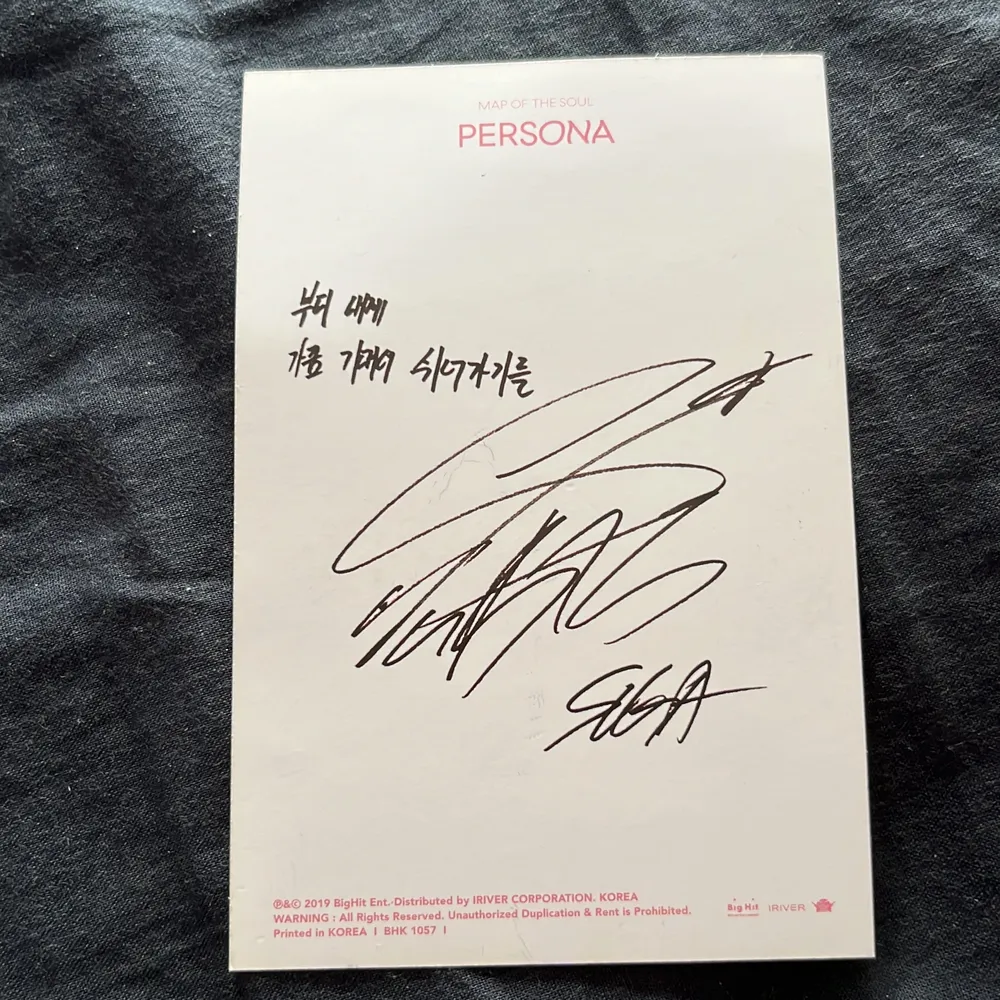 MAP OF THE SOUL
PERSONA
부디 내게
가끔 기대어 쉬어가기를
SUGA
℗&© 2019 BigHit Ent. Distributed by IRIVER CORPORATION. KOREA
WARNING : All Rights Reserved. Unauthorized Duplication & Rent is Prohibited.
Printed in KOREA I BHK 1057 I
Big Hit
IRIVER